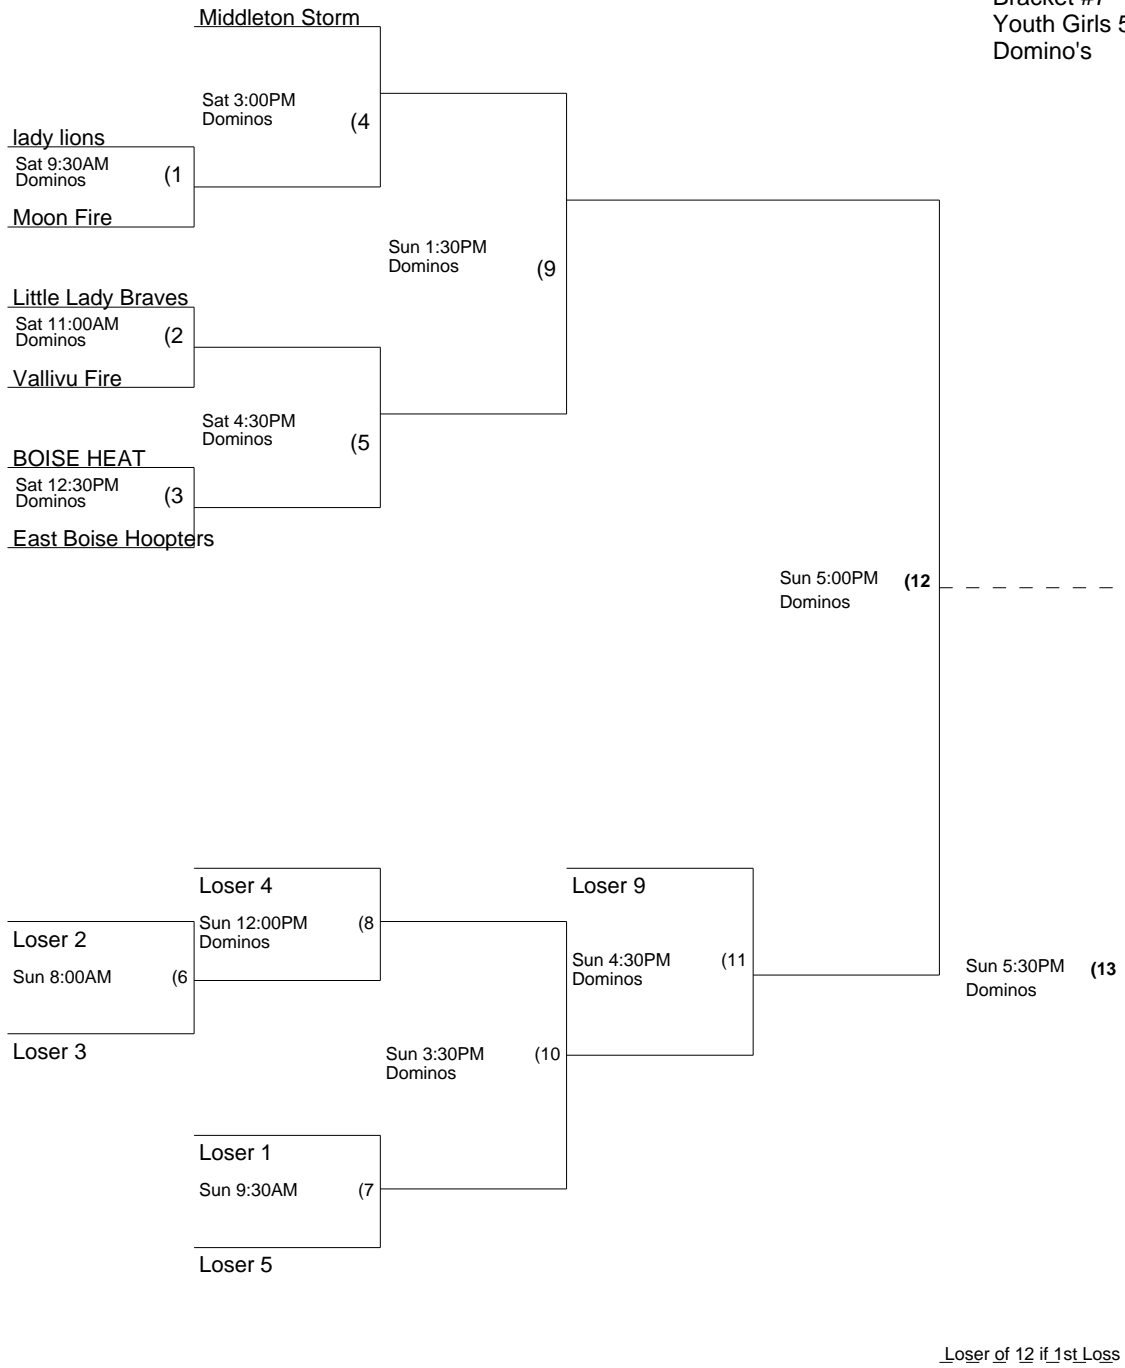 Bracket #7
Youth Girls 5
Domino's
Middleton Storm
Sat 3:00PM
Dominos
(4
lady lions
Sat 9:30AM
Dominos
(1
Moon Fire
Sun 1:30PM
Dominos
(9
Little Lady Braves
Sat 11:00AM
Dominos
(2
Vallivu Fire
Sat 4:30PM
Dominos
(5
BOISE HEAT
Sat 12:30PM
Dominos
(3
East Boise Hoopters
Sun 5:00PM
Dominos
(12
Loser 4
Sun 12:00PM
Dominos
(8
Loser 9
Loser 2
Sun 8:00AM
(6
Loser 3
Sun 4:30PM
Dominos
(11
Sun 5:30PM
Dominos
(13
Sun 3:30PM
Dominos
(10
Loser 1
Sun 9:30AM
(7
Loser 5
Loser of 12 if 1st Loss